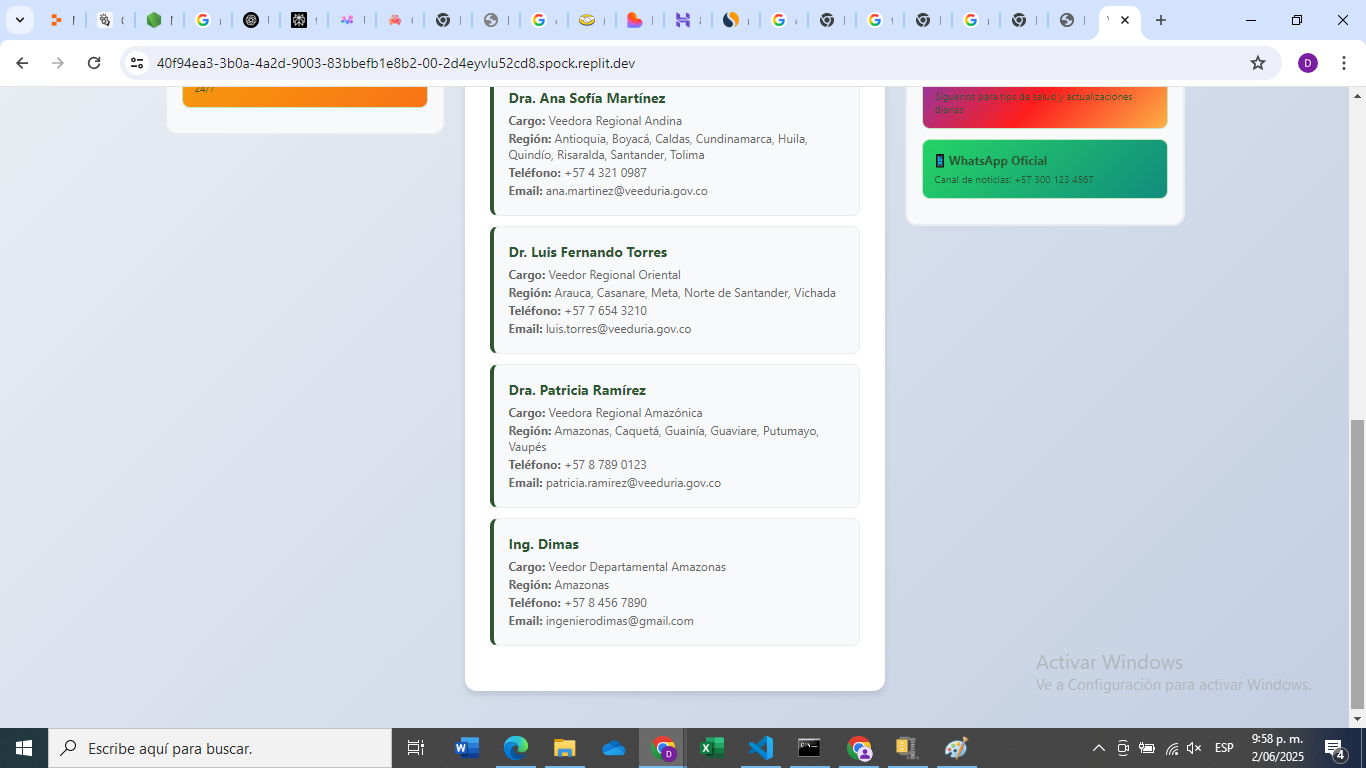 40f94ea3-3b0a-4a2d-9003-83bbefb1e8b2-00-2d4eyvlu52cd8.spock.replit.dev
D
24/7
Dra. Ana Sofía Martínez
Cargo: Veedora Regional Andina
Región: Antioquia, Boyacá, Caldas, Cundinamarca, Huila,
Quindío, Risaralda, Santander, Tolima
Teléfono: +57 4 321 0987
Email: ana.martinez@veeduria.gov.co
Dr. Luis Fernando Torres
Cargo: Veedor Regional Oriental
Región: Arauca, Casanare, Meta, Norte de Santander, Vichada
Teléfono: +57 7 654 3210
Email: luis.torres@veeduria.gov.co
Dra. Patricia Ramírez
Cargo: Veedora Regional Amazónica
Región: Amazonas, Caquetá, Guainía, Guaviare, Putumayo,
Vaupés
Teléfono: +57 8 789 0123
Email: patricia.ramirez@veeduria.gov.co
Ing. Dimas
Cargo: Veedor Departamental Amazonas
Región: Amazonas
Teléfono: +57 8 456 7890
Email: ingenierodimas@gmail.com
Síguenos para tips de salud y actualizaciones
diarias
WhatsApp Oficial
Canal de noticias: +57 300 123 4567
Activar Windows
Ve a Configuración para activar Windows.
Escribe aquí para buscar.
ESP
9:58 p. m.
2/06/2025
4